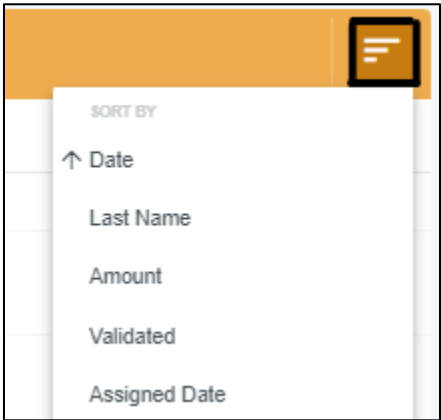 SORT BY
Date
Last Name
Amount
Validated
Assigned Date